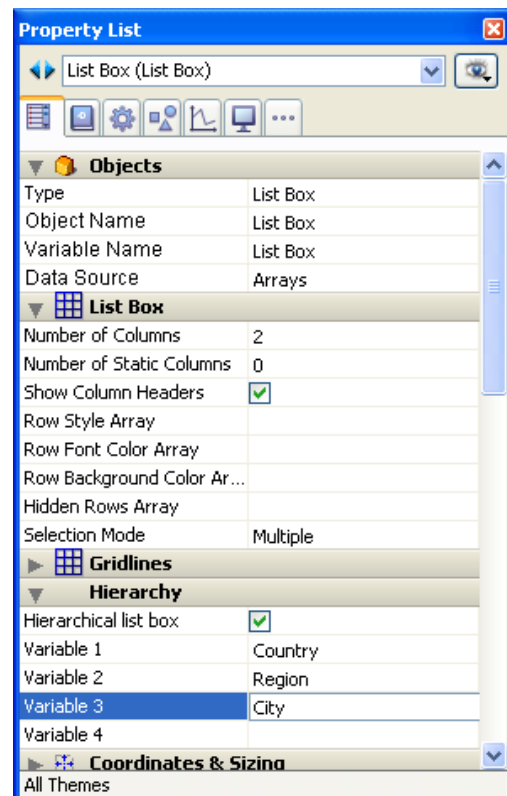 Property List
List Box (List Box)
Objects
Type List Box
Object Name List Box
Variable Name List Box
Data Source Arrays
List Box
Number of Columns 2
Number of Static Columns 0
Show Column Headers
Row Style Array
Row Font Color Array
Row Background Color Ar...
Hidden Rows Array
Selection Mode Multiple
Gridlines
Hierarchy
Hierarchical list box
Variable 1 Country
Variable 2 Region
Variable 3 City
Variable 4
Coordinates & Sizing
All Themes